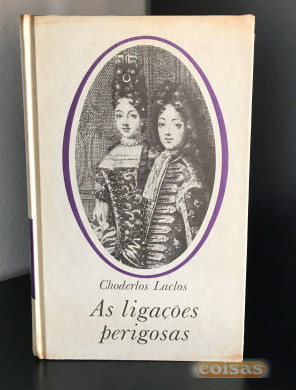 Choderlos Laclos
As ligações
perigosas
coisas